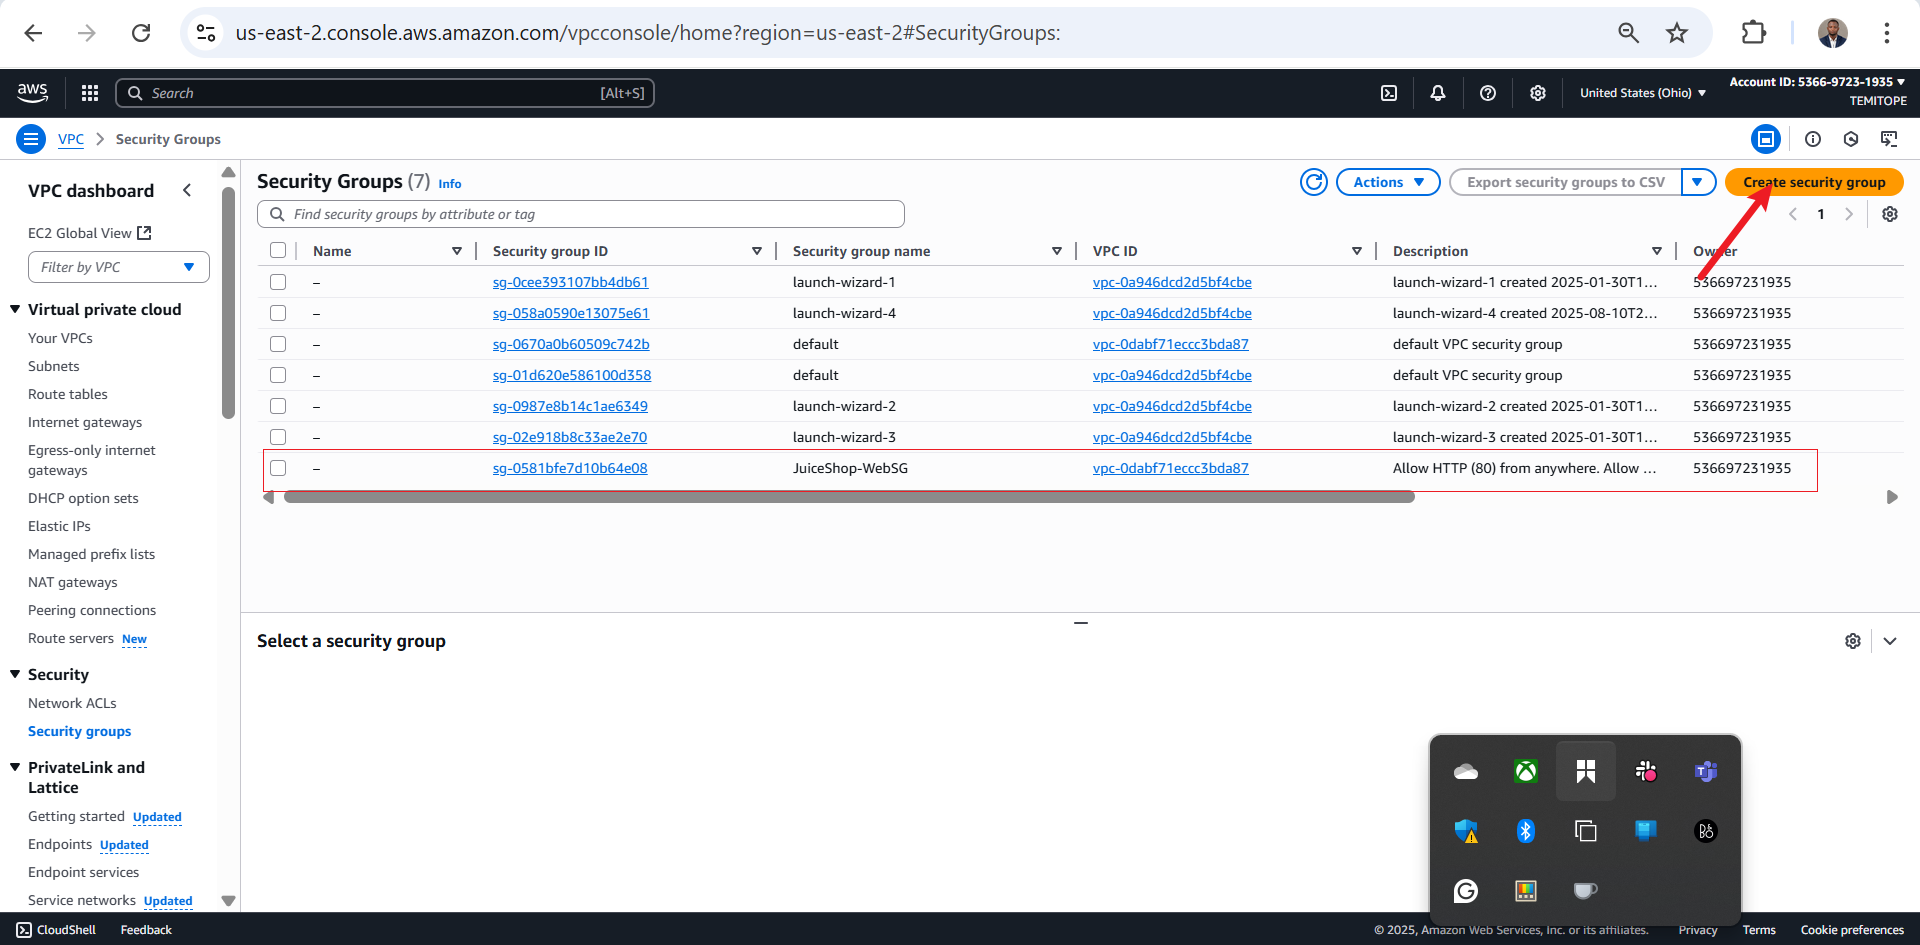 us-east-2.console.aws.amazon.com/vpcconsole/home?region=us-east-2#SecurityGroups:
aws
Search [Alt+S]
United States (Ohio)
Account ID: 5366-9723-1935
TEMITOPE
VPC > Security Groups
VPC dashboard
EC2 Global View
Filter by VPC
Virtual private cloud
Your VPCs
Subnets
Route tables
Internet gateways
Egress-only internet
gateways
DHCP option sets
Elastic IPs
Managed prefix lists
NAT gateways
Peering connections
Route servers New
Security
Network ACLs
Security groups
PrivateLink and
Lattice
Getting started Updated
Endpoints Updated
Endpoint services
Service networks Updated
Security Groups (7) Info
Actions
Export security groups to CSV
Create security group
Find security groups by attribute or tag
1
Name Security group ID Security group name VPC ID Description Owner
– sg-0cee393107bb4db61 launch-wizard-1 vpc-0a946dcd2d5bf4cbe launch-wizard-1 created 2025-01-30T1... 536697231935
– sg-058a0590e13075e61 launch-wizard-4 vpc-0a946dcd2d5bf4cbe launch-wizard-4 created 2025-08-10T2... 536697231935
– sg-0670a0b60509c742b default vpc-0dabf71eccc3bda87 default VPC security group 536697231935
– sg-01d620e586100d358 default vpc-0a946dcd2d5bf4cbe default VPC security group 536697231935
– sg-0987e8b14c1ae6349 launch-wizard-2 vpc-0a946dcd2d5bf4cbe launch-wizard-2 created 2025-01-30T1... 536697231935
– sg-02e918b8c33ae2e70 launch-wizard-3 vpc-0a946dcd2d5bf4cbe launch-wizard-3 created 2025-01-30T1... 536697231935
– sg-0581bfe7d10b64e08 JuiceShop-WebSG vpc-0dabf71eccc3bda87 Allow HTTP (80) from anywhere. Allow ... 536697231935
Select a security group
CloudShell Feedback
© 2025, Amazon Web Services, Inc. or its affiliates. Privacy Terms Cookie preferences